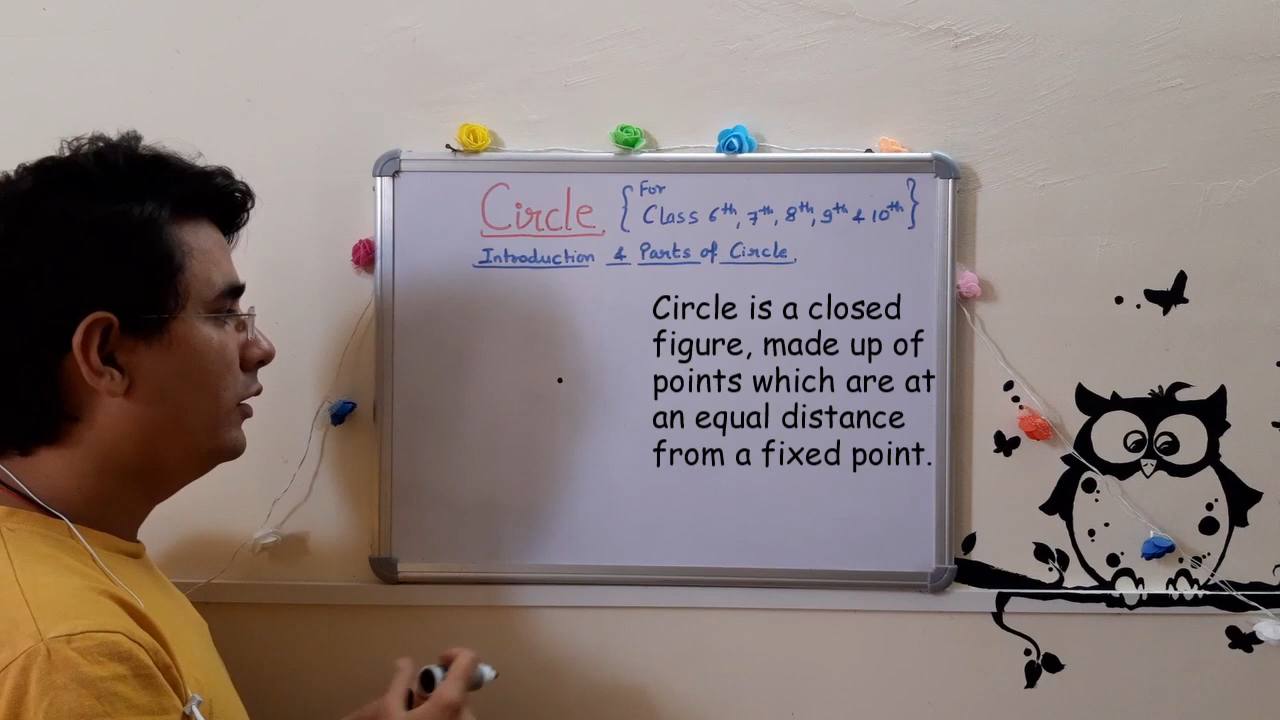 Circle
{ For
Class 6th, 7th, 8th, 9th & 10th }
Introduction & Parts of Circle.
Circle is a closed
figure, made up of
points which are at
an equal distance
from a fixed point.